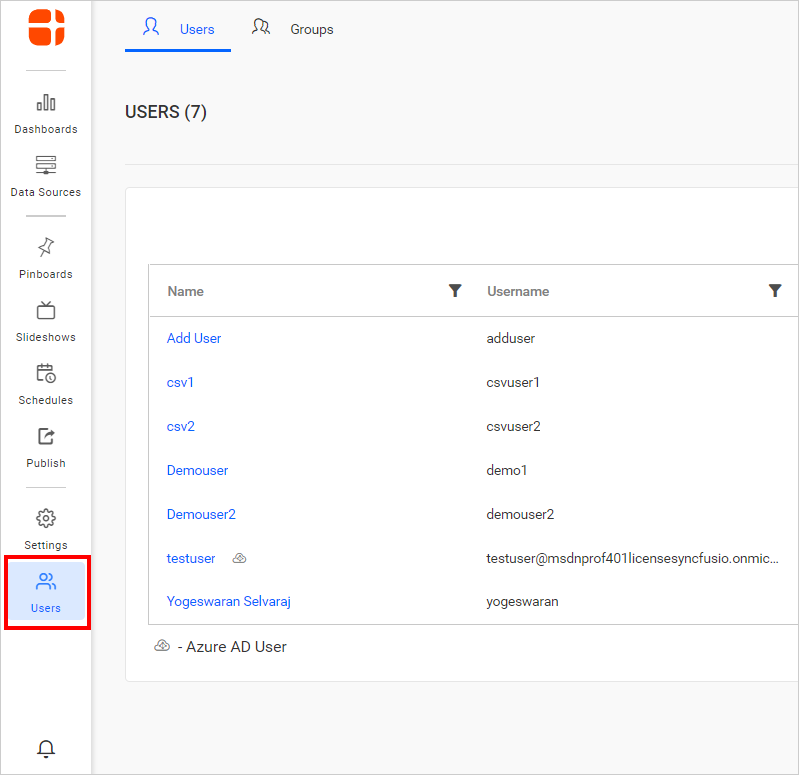 Users Groups
USERS (7)
Dashboards
Data Sources
Pinboards
Slideshows
Schedules
Publish
Settings
Users
Name Username
Add User adduser
csv1 csvuser1
csv2 csvuser2
Demouser demo1
Demouser2 demouser2
testuser testuser@msdnprof401licensesyncfusio.onmic...
Yogeswaran Selvaraj yogeswaran
- Azure AD User